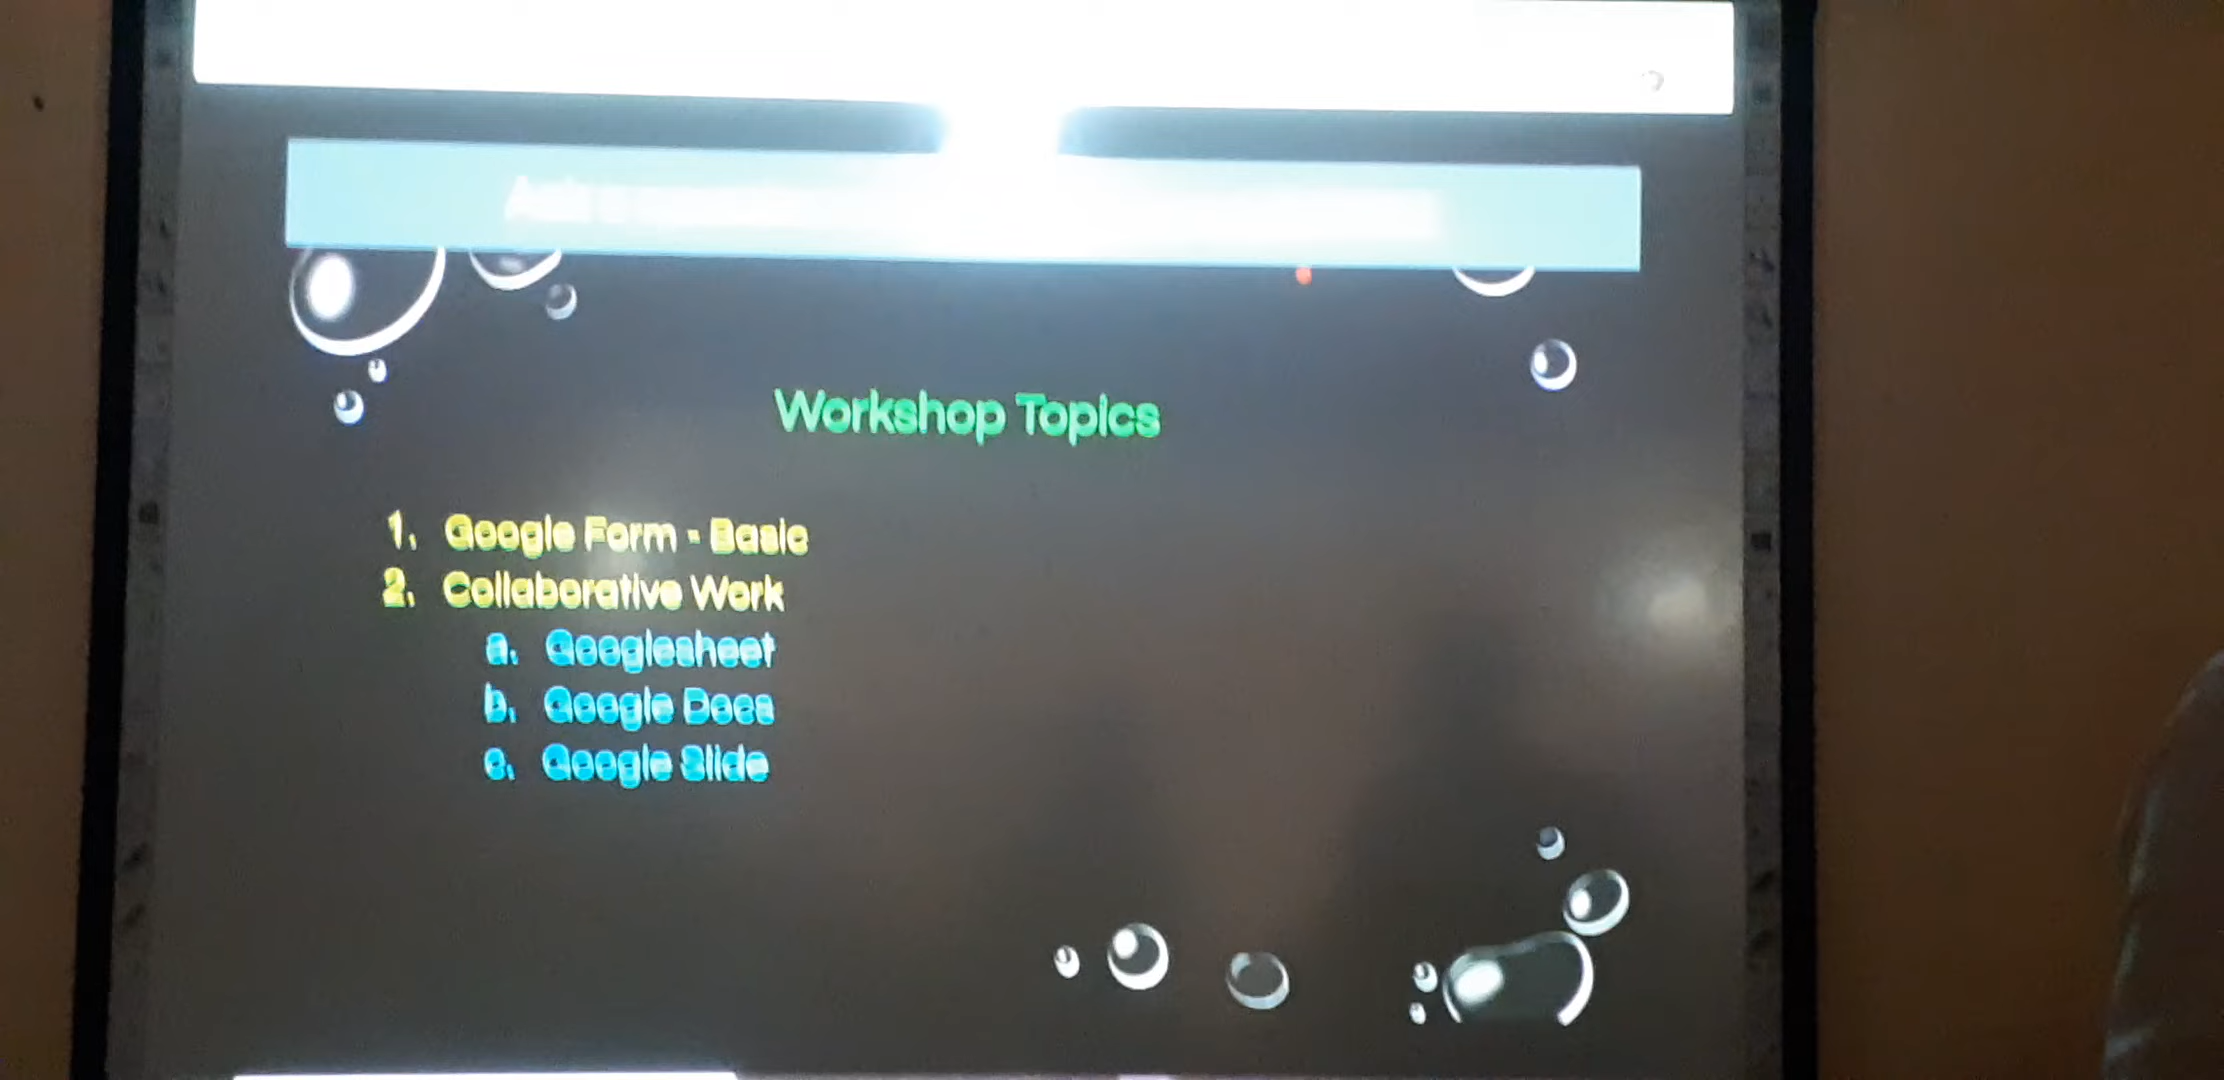 Workshop Topics
1. Google Form - Basic
2. Collaborative Work
a. Googlesheet
b. Google Docs
c. Google Slide